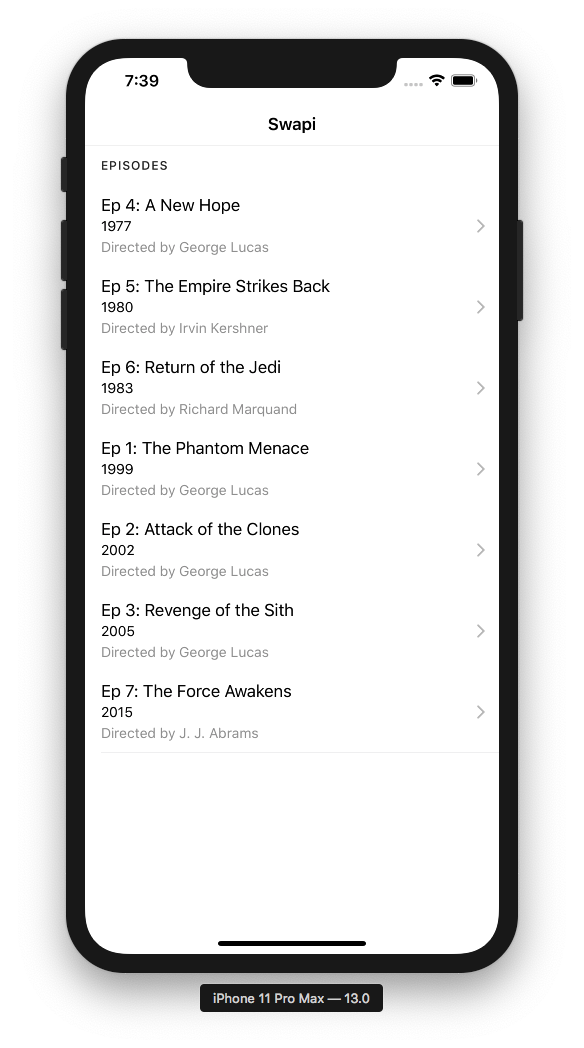 7:39
Swapi
EPISODES
Ep 4: A New Hope
1977
Directed by George Lucas
Ep 5: The Empire Strikes Back
1980
Directed by Irvin Kershner
Ep 6: Return of the Jedi
1983
Directed by Richard Marquand
Ep 1: The Phantom Menace
1999
Directed by George Lucas
Ep 2: Attack of the Clones
2002
Directed by George Lucas
Ep 3: Revenge of the Sith
2005
Directed by George Lucas
Ep 7: The Force Awakens
2015
Directed by J. J. Abrams
iPhone 11 Pro Max — 13.0